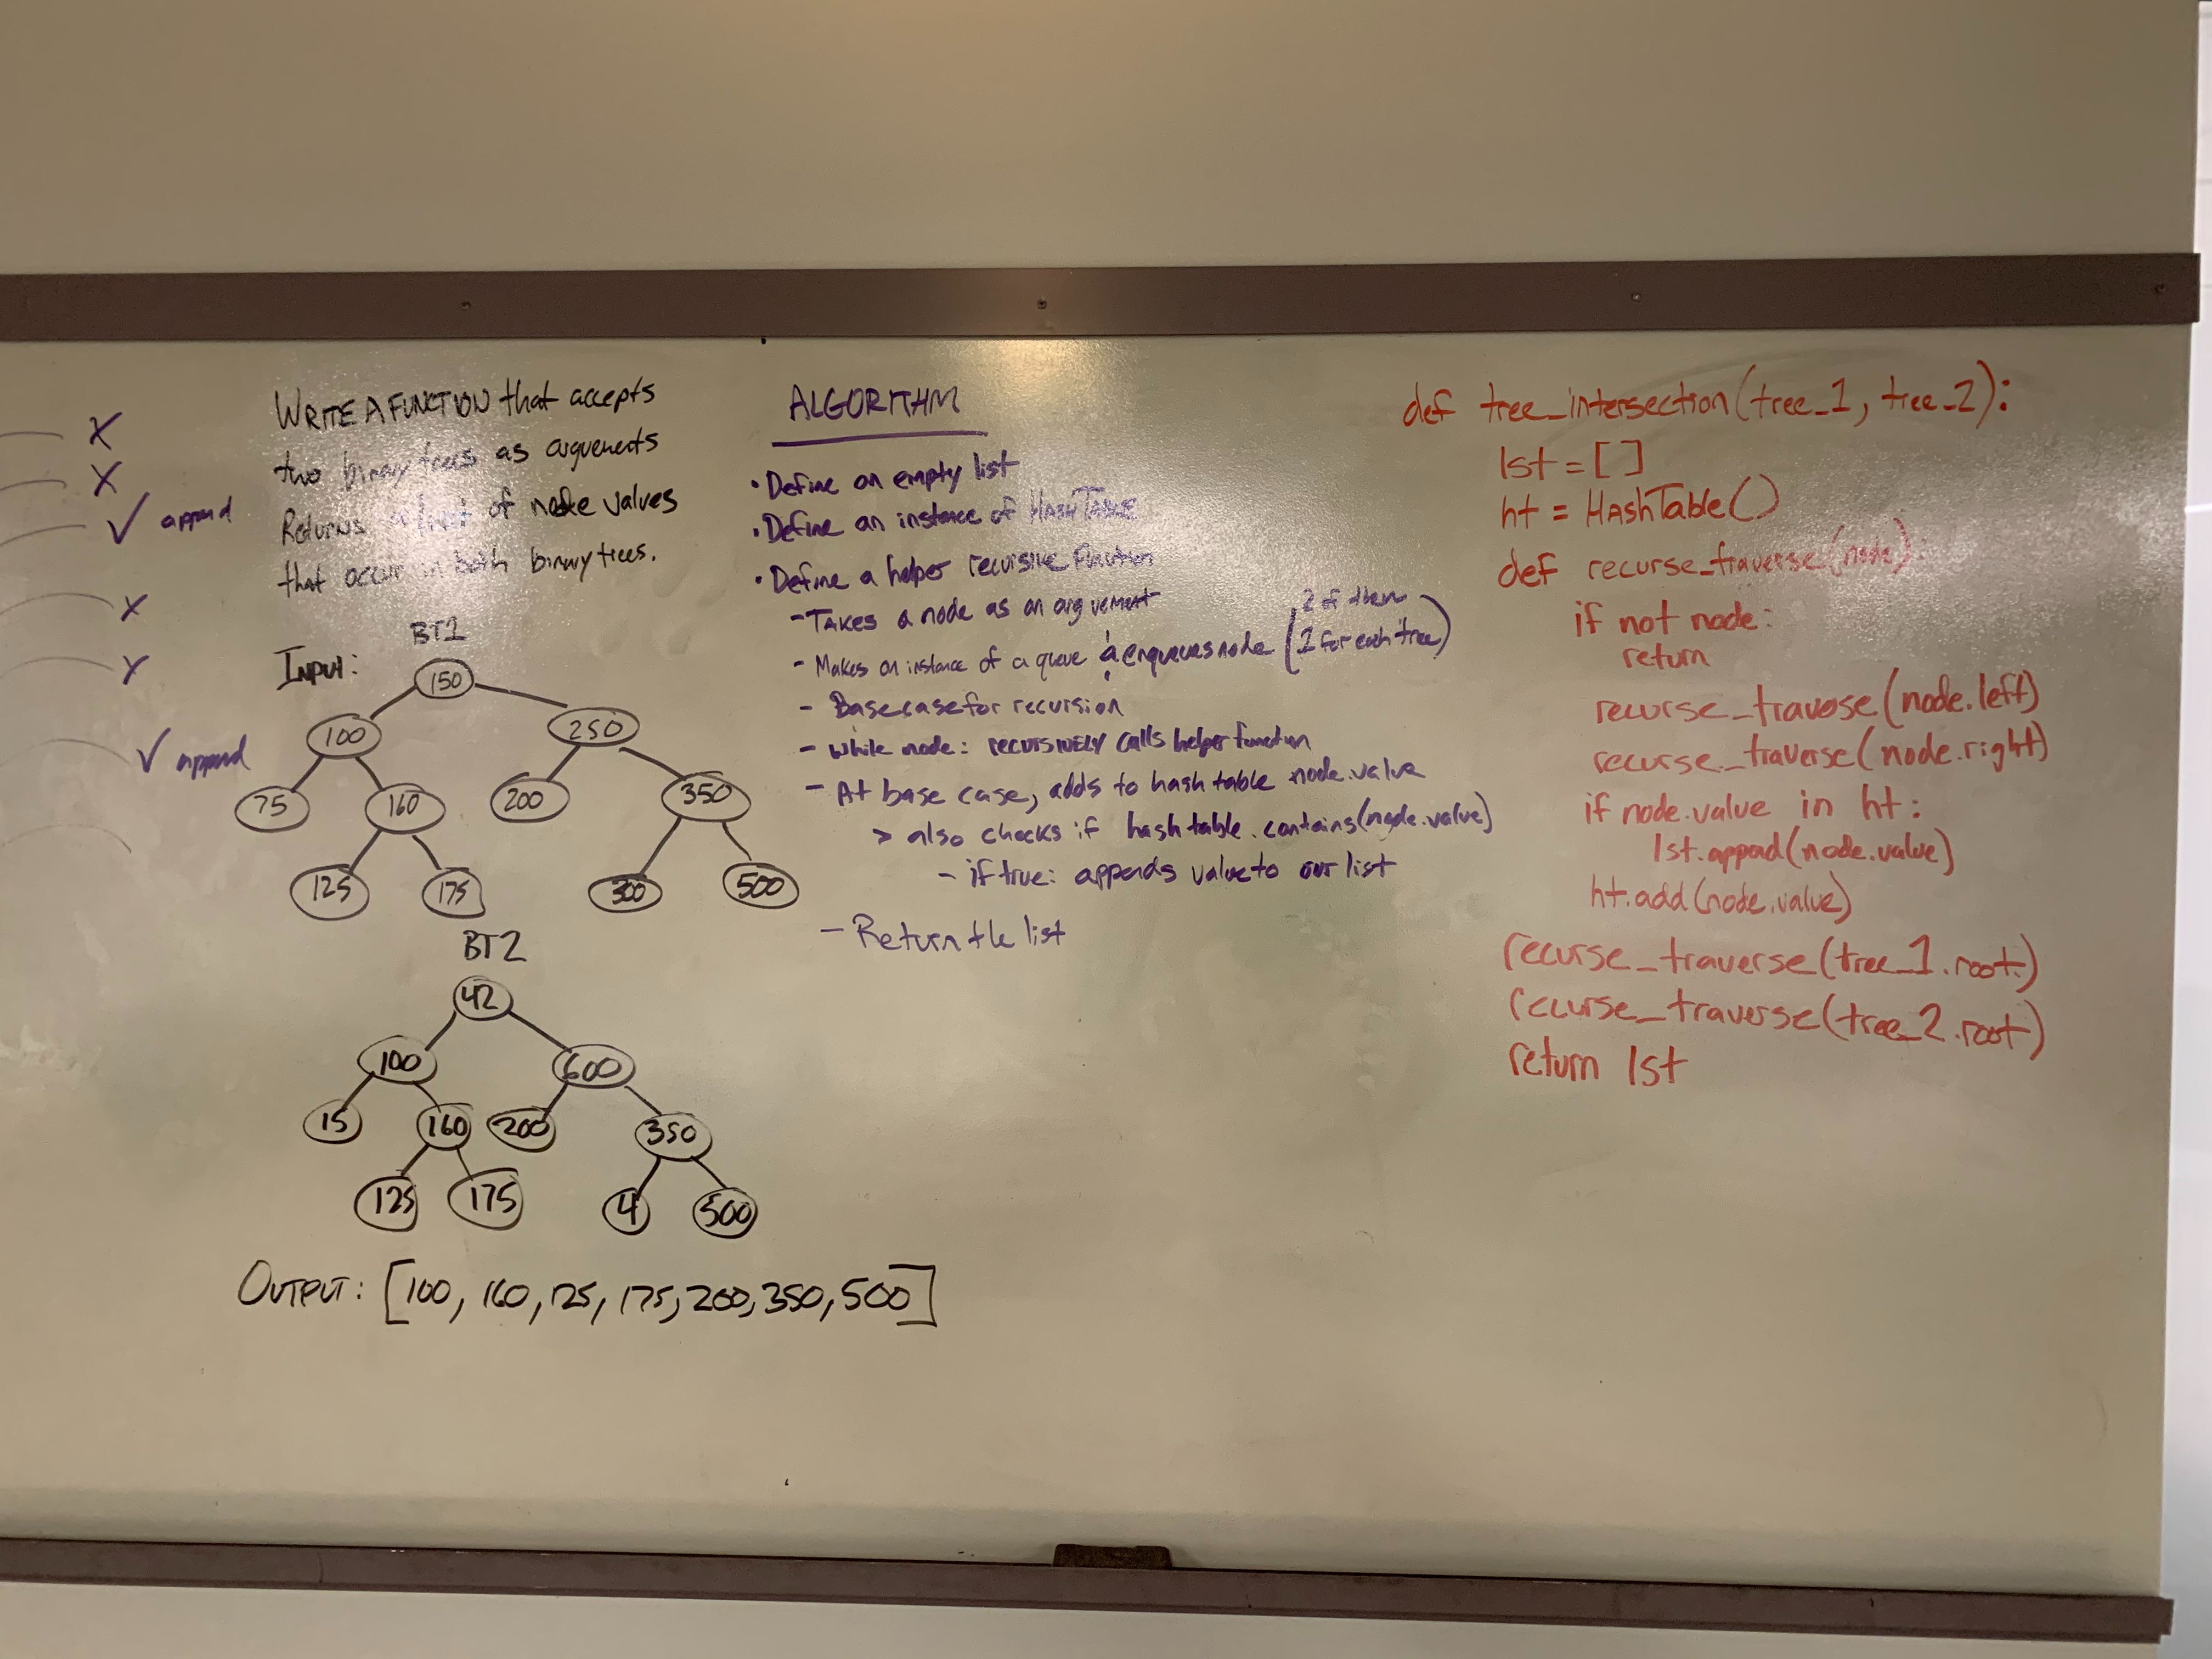 X
X
✓ append
X
X
✓ append
WRITE A FUNCTION that accepts
two binary trees as arguements
Returns a list of node values
that occur in both binary trees.
BT1
INPUT:
150
100
250
75
160
200
350
125
175
300
500
BT2
42
100
600
15
160
200
350
125
175
4
500
OUTPUT: [100, 160, 125, 175, 200, 350, 500]
ALGORITHM
• Define an empty list
• Define an instance of HASHTABLE
• Define a helper recursive function
- TAKES a node as an arguement
- Makes an instance of a queue & enqueues node (2 of them
1 for each tree)
- Base case for recursion
- While node: recursively calls helper function
- At base case, adds to hash table node.value
> also checks if hash table.contains(node.value)
- if true: appends value to our list
- Return the list
def tree_intersection(tree_1, tree_2):
lst = []
ht = HAshTable()
def recurse_traverse(node):
if not node:
return
recurse_travose(node.left)
recurse_traverse(node.right)
if node.value in ht:
lst.append(node.value)
ht.add(node.value)
recurse_traverse(tree_1.root)
recurse_traverse(tree_2.root)
return lst